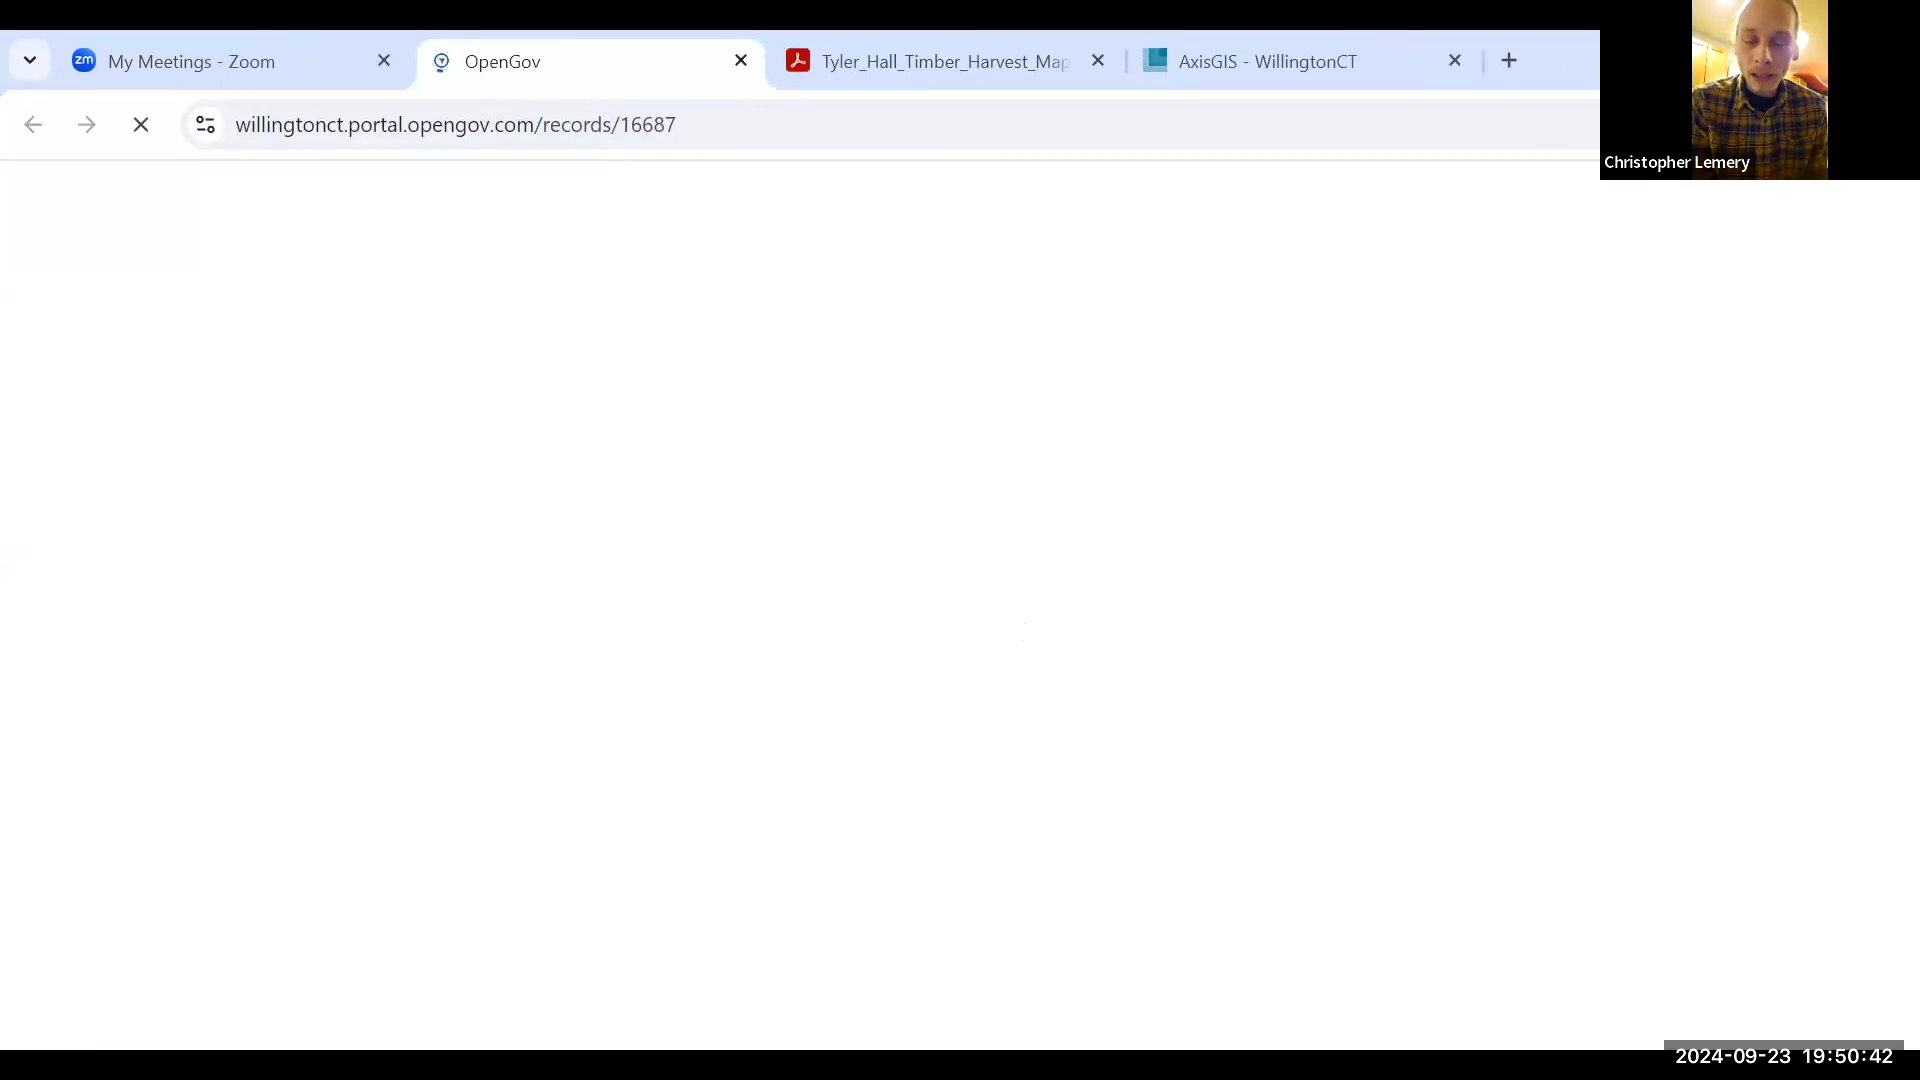 zm My Meetings - Zoom
OpenGov
Tyler_Hall_Timber_Harvest_Map
AxisGIS - WillingtonCT
willingtonct.portal.opengov.com/records/16687
Christopher Lemery
2024-09-23 19:50:42